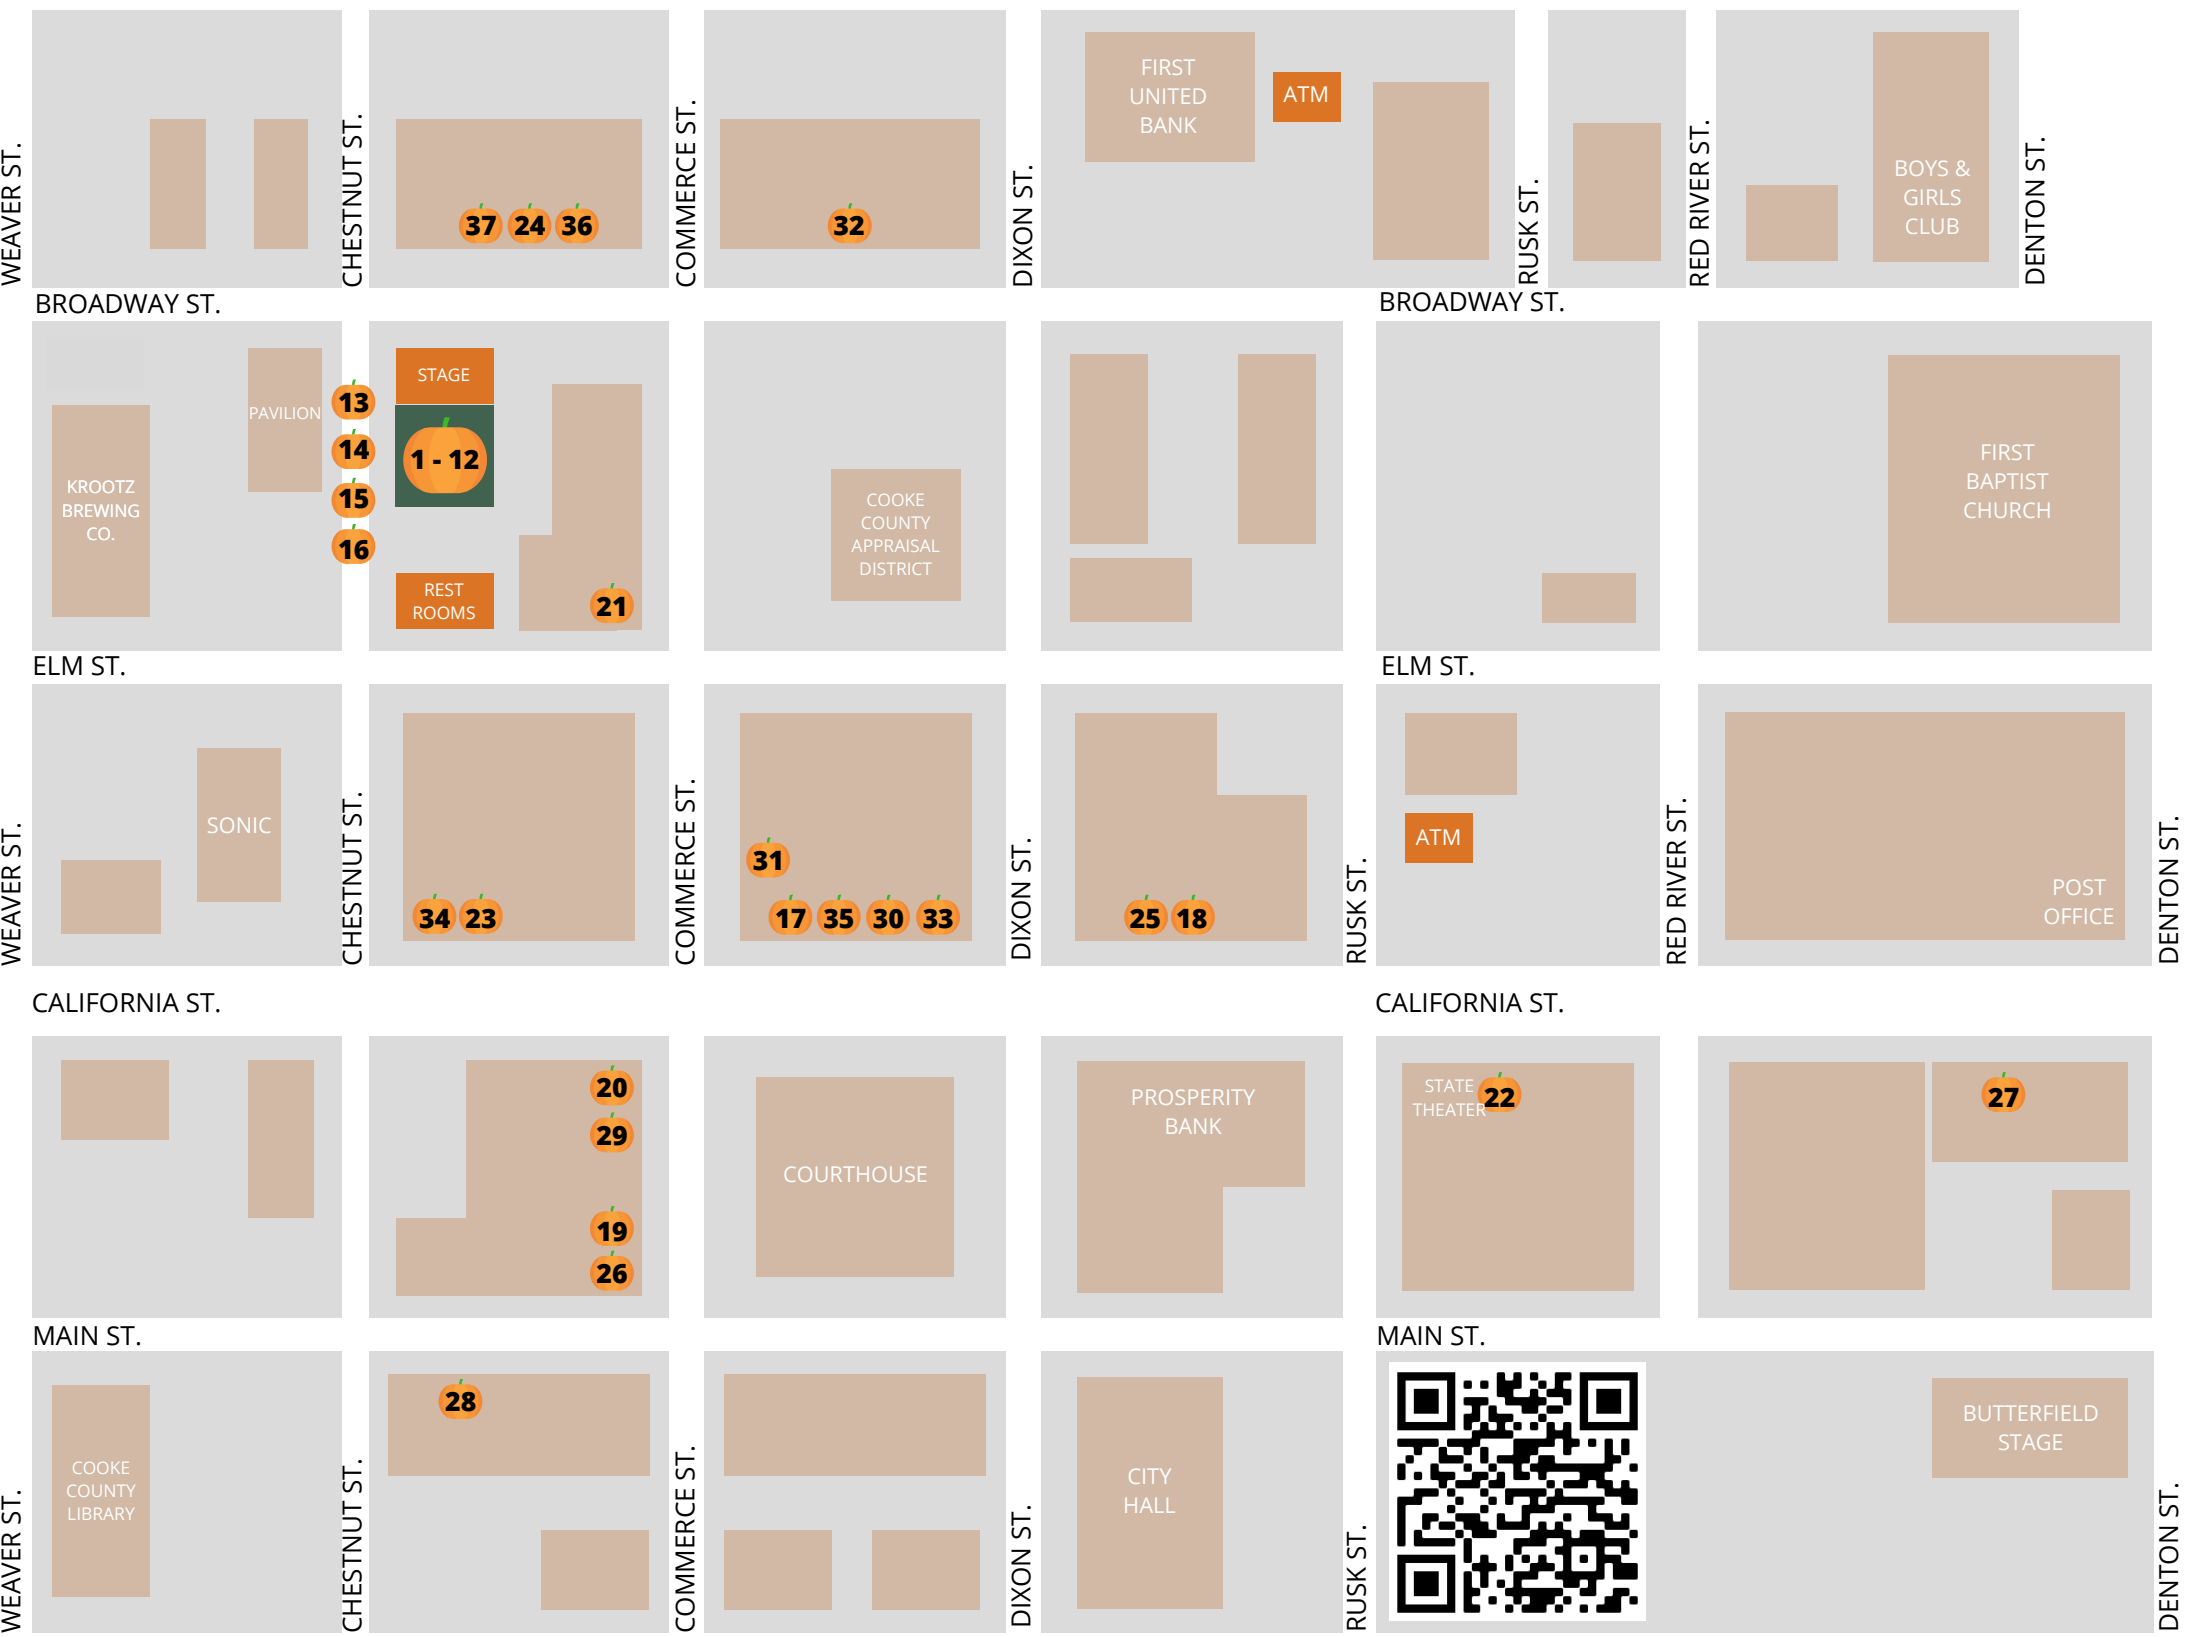 WEAVER ST.
CHESTNUT ST.
37 24 36
COMMERCE ST.
32
DIXON ST.
FIRST
UNITED
BANK
ATM
RUSK ST.
RED RIVER ST.
BOYS &
GIRLS
CLUB
DENTON ST.
BROADWAY ST.
BROADWAY ST.
KROOTZ
BREWING
CO.
PAVILION
13
14
15
16
STAGE
1 - 12
REST
ROOMS
21
COOKE
COUNTY
APPRAISAL
DISTRICT
FIRST
BAPTIST
CHURCH
ELM ST.
ELM ST.
WEAVER ST.
SONIC
CHESTNUT ST.
34 23
COMMERCE ST.
31
17 35 30 33
DIXON ST.
25 18
RUSK ST.
ATM
RED RIVER ST.
POST
OFFICE
DENTON ST.
CALIFORNIA ST.
CALIFORNIA ST.
20
29
19
26
COURTHOUSE
PROSPERITY
BANK
STATE
THEATER
22
27
MAIN ST.
MAIN ST.
WEAVER ST.
COOKE
COUNTY
LIBRARY
CHESTNUT ST.
28
COMMERCE ST.
DIXON ST.
CITY
HALL
RUSK ST.
BUTTERFIELD
STAGE
DENTON ST.